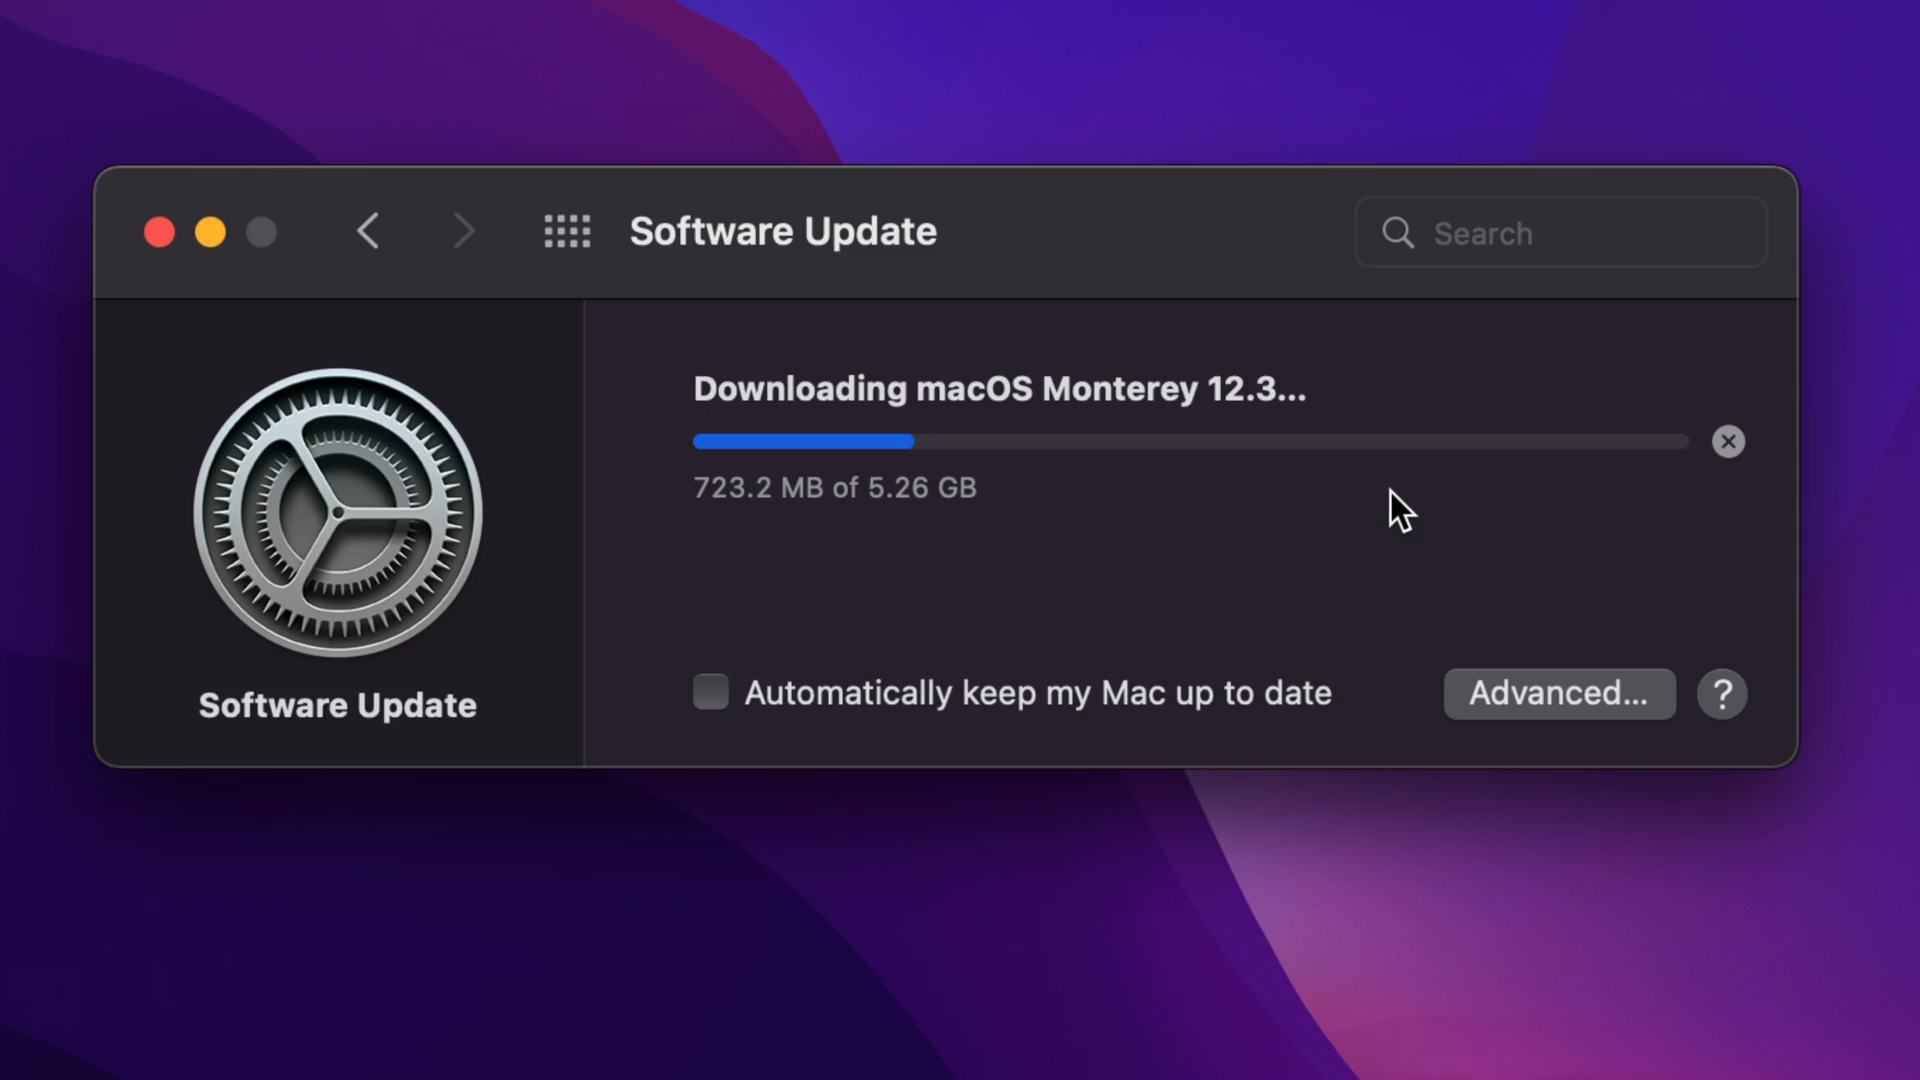 Software Update
Search
Downloading macOS Monterey 12.3...
723.2 MB of 5.26 GB
Software Update
Automatically keep my Mac up to date
Advanced...
?